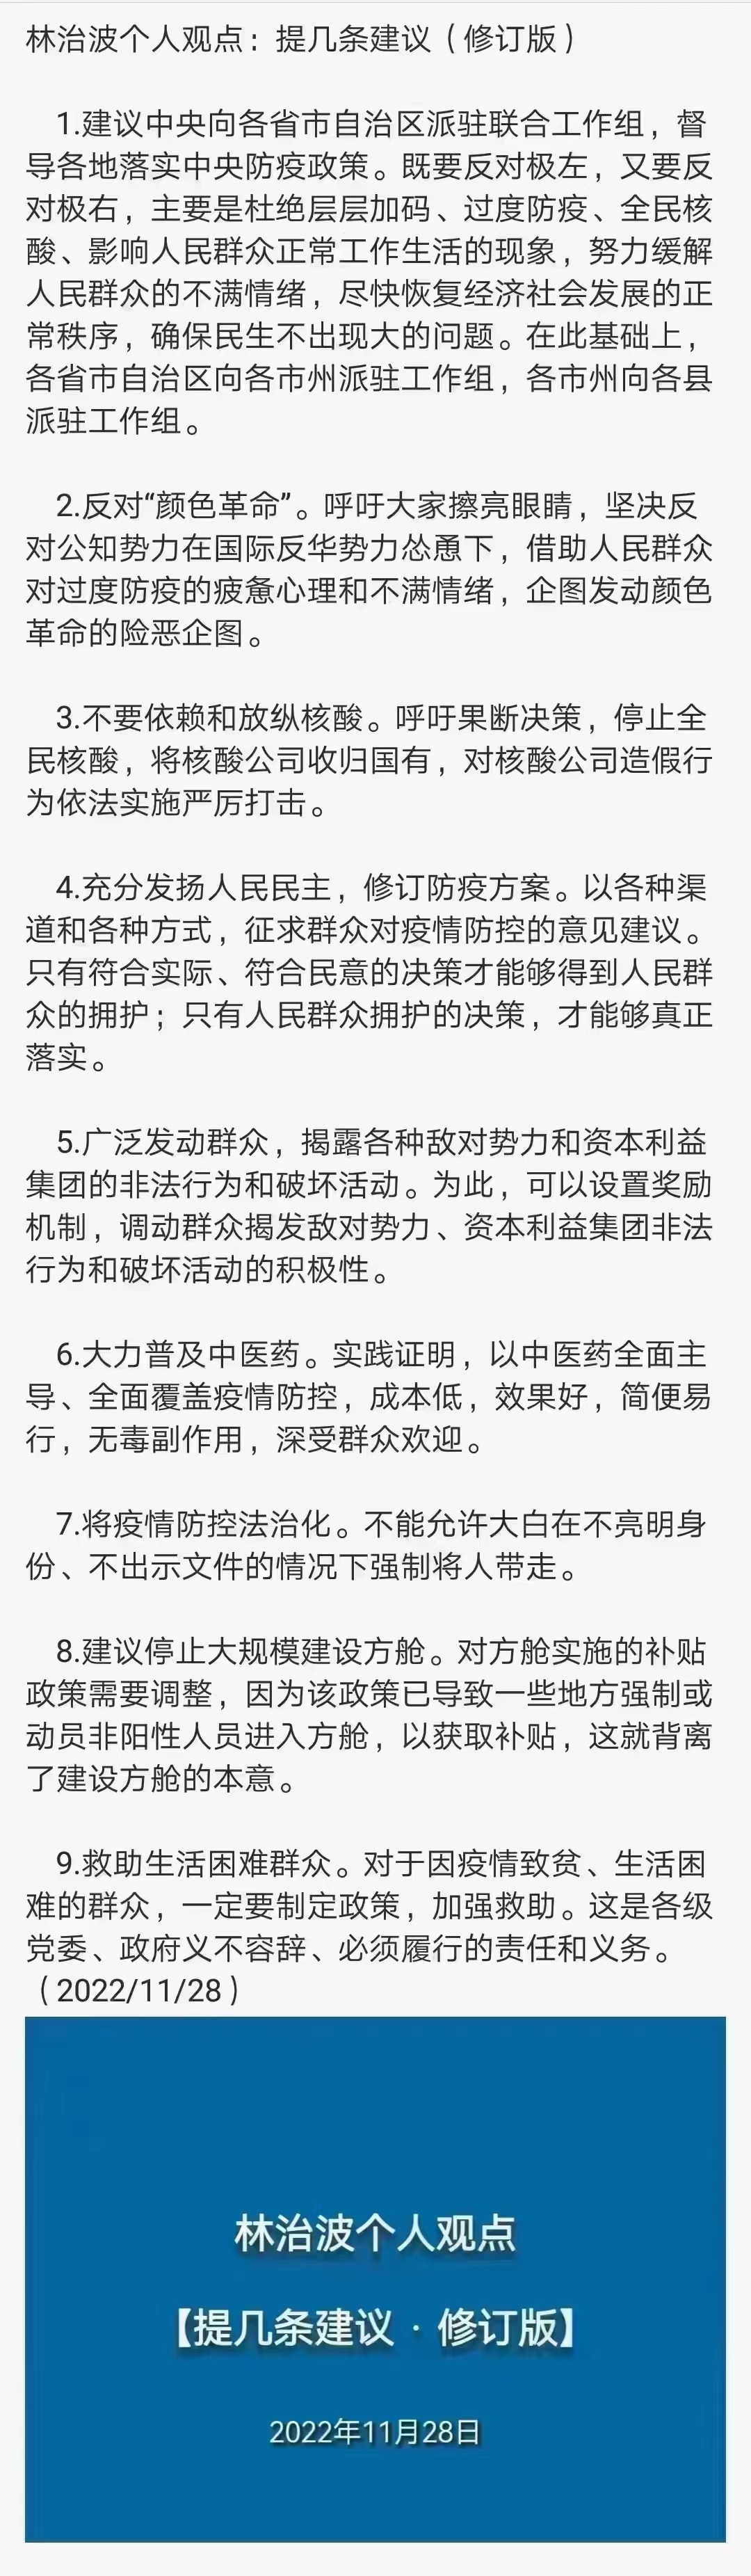 林治波个人观点：提几条建议（修订版）
1.建议中央向各省市自治区派驻联合工作组，督
导各地落实中央防疫政策。既要反对极左，又要反
对极右，主要是杜绝层层加码、过度防疫、全民核
酸、影响人民群众正常工作生活的现象，努力缓解
人民群众的不满情绪，尽快恢复经济社会发展的正
常秩序，确保民生不出现大的问题。在此基础上，
各省市自治区向各市州派驻工作组，各市州向各县
派驻工作组。
2.反对“颜色革命”。呼吁大家擦亮眼睛，坚决反
对公知势力在国际反华势力怂恿下，借助人民群众
对过度防疫的疲惫心理和不满情绪，企图发动颜色
革命的险恶企图。
3.不要依赖和放纵核酸。呼吁果断决策，停止全
民核酸，将核酸公司收归国有，对核酸公司造假行
为依法实施严厉打击。
4.充分发扬人民民主，修订防疫方案。以各种渠
道和各种方式，征求群众对疫情防控的意见建议。
只有符合实际、符合民意的决策才能够得到人民群
众的拥护；只有人民群众拥护的决策，才能够真正
落实。
5.广泛发动群众，揭露各种敌对势力和资本利益
集团的非法行为和破坏活动。为此，可以设置奖励
机制，调动群众揭发敌对势力、资本利益集团非法
行为和破坏活动的积极性。
6.大力普及中医药。实践证明，以中医药全面主
导、全面覆盖疫情防控，成本低，效果好，简便易
行，无毒副作用，深受群众欢迎。
7.将疫情防控法治化。不能允许大白在不亮明身
份、不出示文件的情况下强制将人带走。
8.建议停止大规模建设方舱。对方舱实施的补贴
政策需要调整，因为该政策已导致一些地方强制或
动员非阳性人员进入方舱，以获取补贴，这就背离
了建设方舱的本意。
9.救助生活困难群众。对于因疫情致贫、生活困
难的群众，一定要制定政策，加强救助。这是各级
党委、政府义不容辞、必须履行的责任和义务。
（2022/11/28）
林治波个人观点
【提几条建议·修订版】
2022年11月28日